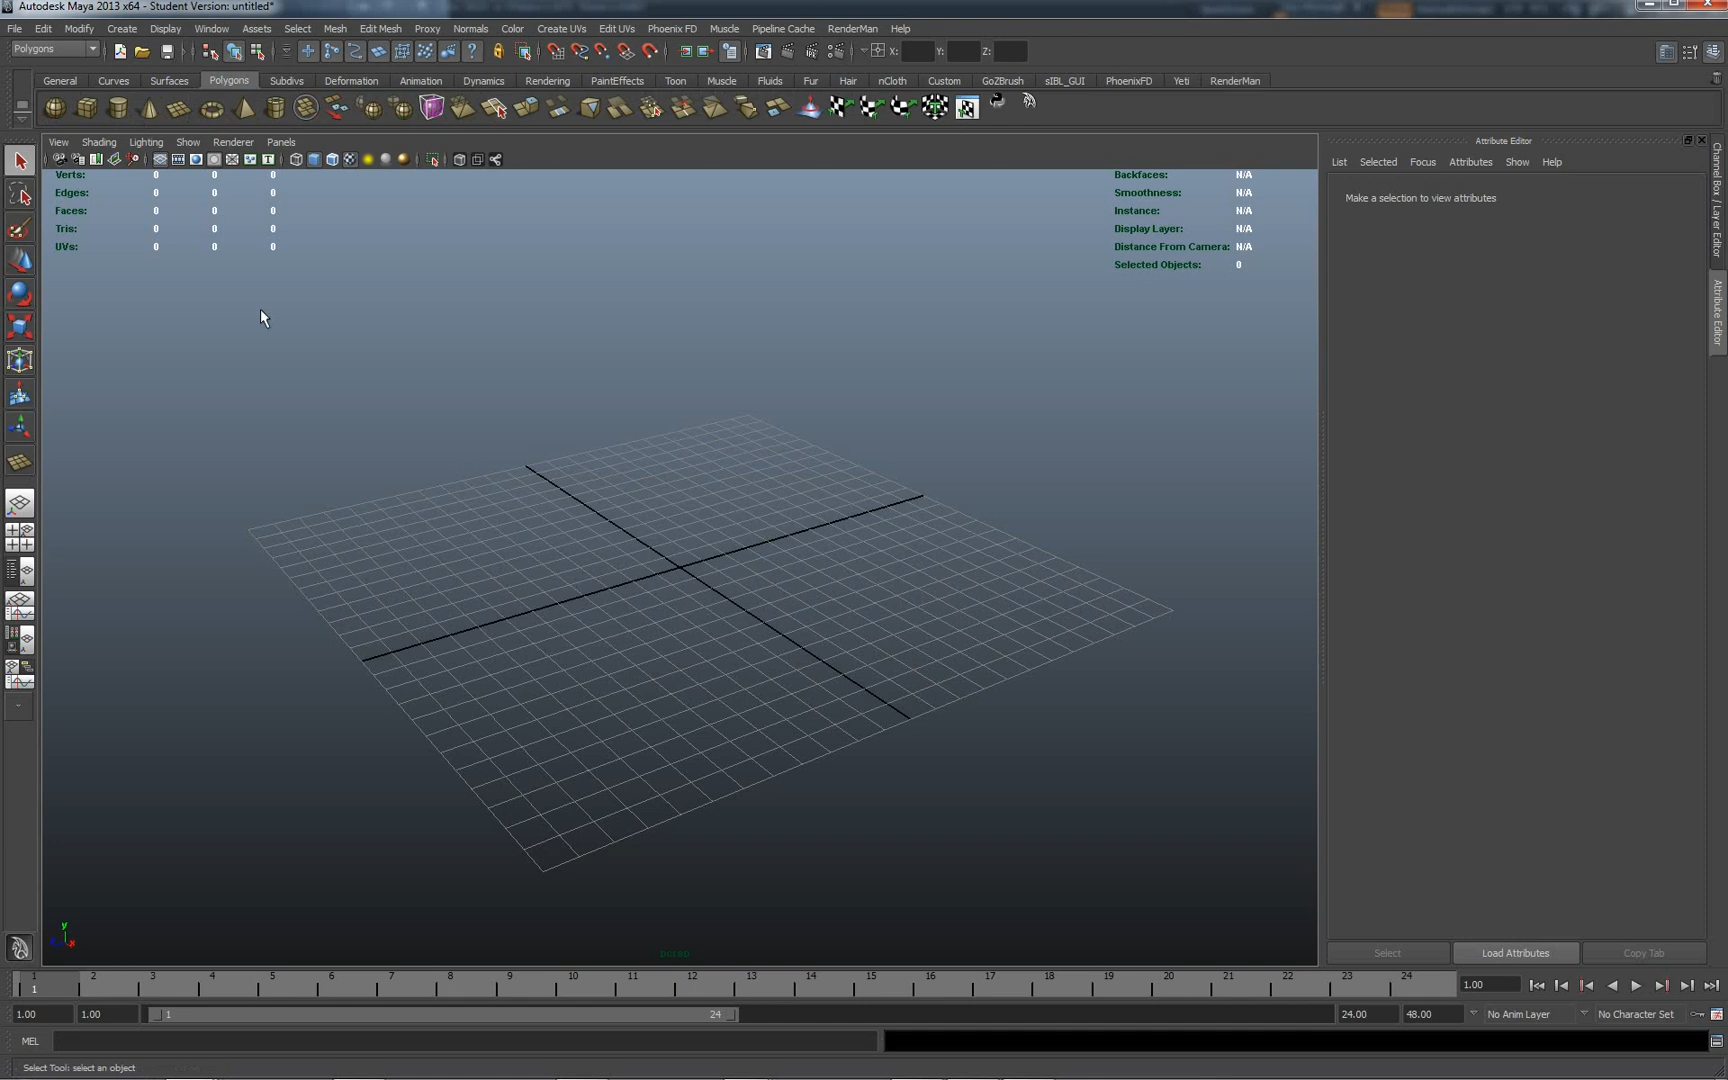 Autodesk Maya 2013 x64 - Student Version: untitled*
File Edit Modify Create Display Window Assets Select Mesh Edit Mesh Proxy Normals Color Create UVs Edit UVs Phoenix FD Muscle Pipeline Cache RenderMan Help
Polygons X: Y: Z:
General Curves Surfaces Polygons Subdivs Deformation Animation Dynamics Rendering PaintEffects Toon Muscle Fluids Fur Hair nCloth Custom GoZBrush sIBL_GUI PhoenixFD Yeti RenderMan
View Shading Lighting Show Renderer Panels
Verts: 0 0 0
Edges: 0 0 0
Faces: 0 0 0
Tris: 0 0 0
UVs: 0 0 0
Backfaces: N/A
Smoothness: N/A
Instance: N/A
Display Layer: N/A
Distance From Camera: N/A
Selected Objects: 0
y
x
persp
Attribute Editor
List Selected Focus Attributes Show Help
Make a selection to view attributes
Select Load Attributes Copy Tab
Channel Box / Layer Editor
Attribute Editor
1 2 3 4 5 6 7 8 9 10 11 12 13 14 15 16 17 18 19 20 21 22 23 24
1 1.00
1.00 1.00 1 24 24.00 48.00 No Anim Layer No Character Set
MEL
Select Tool: select an object